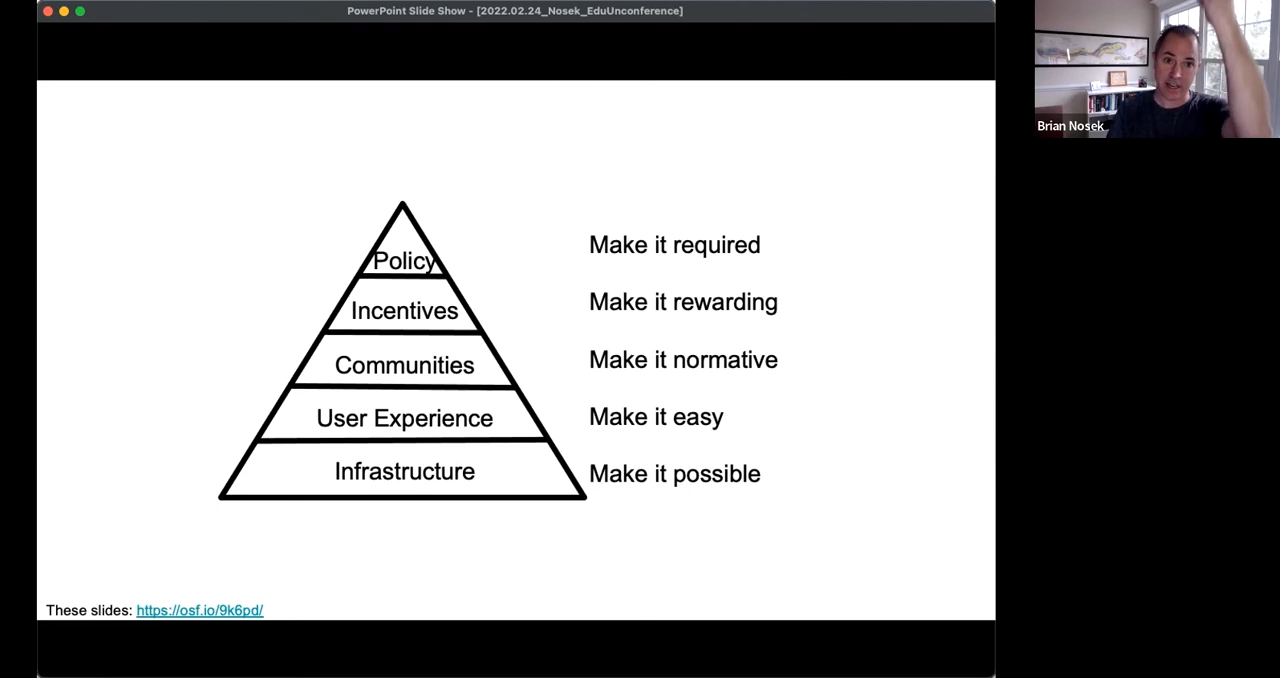 PowerPoint Slide Show - [2022.02.24_Nosek_EduUnconference]
Brian Nosek
Policy
Make it required
Incentives
Make it rewarding
Communities
Make it normative
User Experience
Make it easy
Infrastructure
Make it possible
These slides: https://osf.io/9k6pd/